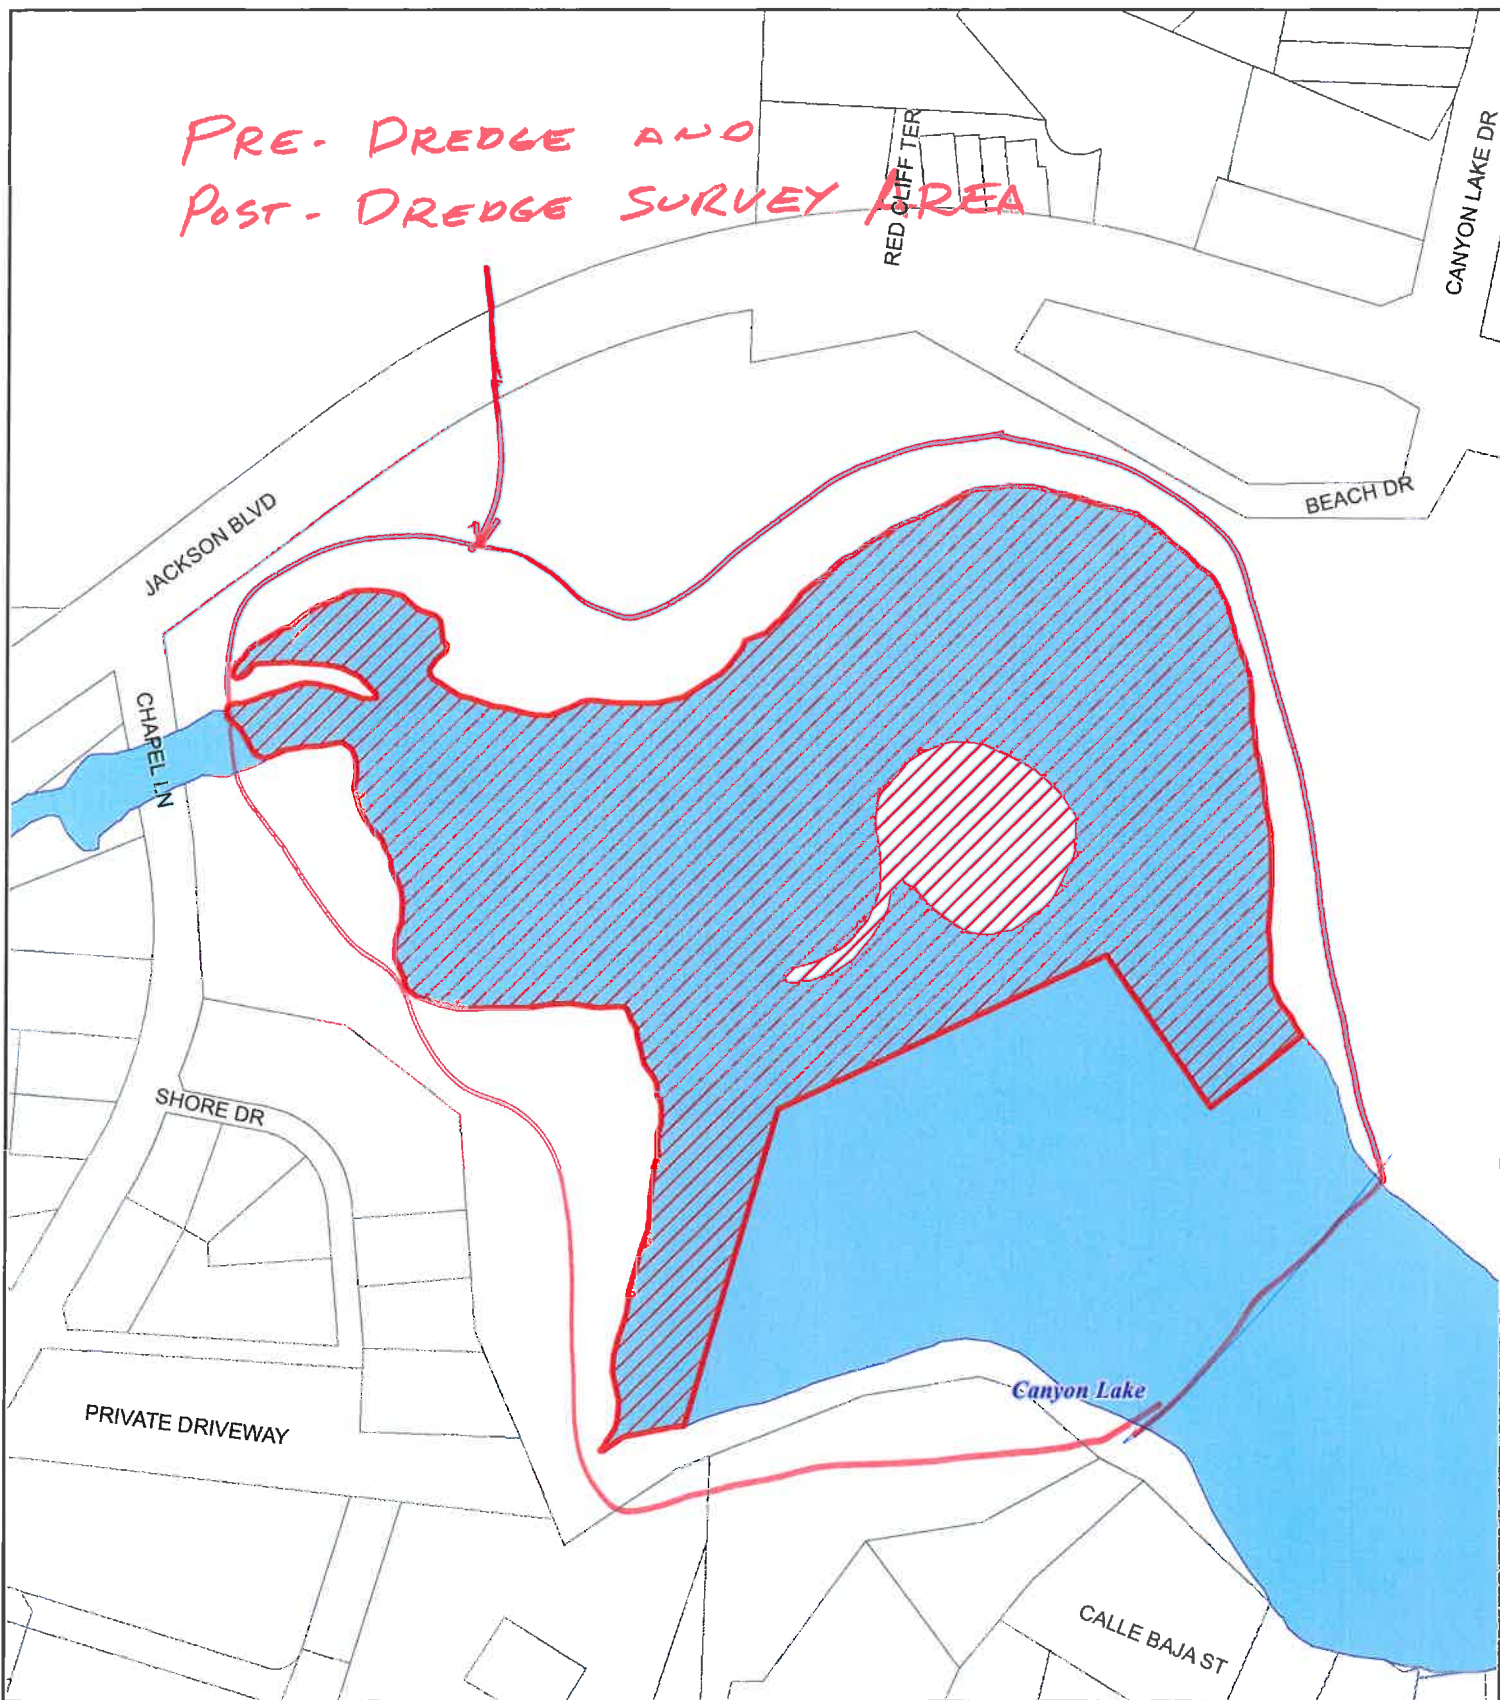 PRE- DREDGE AND
POST- DREDGE SURVEY AREA
RED CLIFF TER
CANYON LAKE DR
JACKSON BLVD
BEACH DR
CHAPEL LN
SHORE DR
PRIVATE DRIVEWAY
Canyon Lake
CALLE BAJA ST